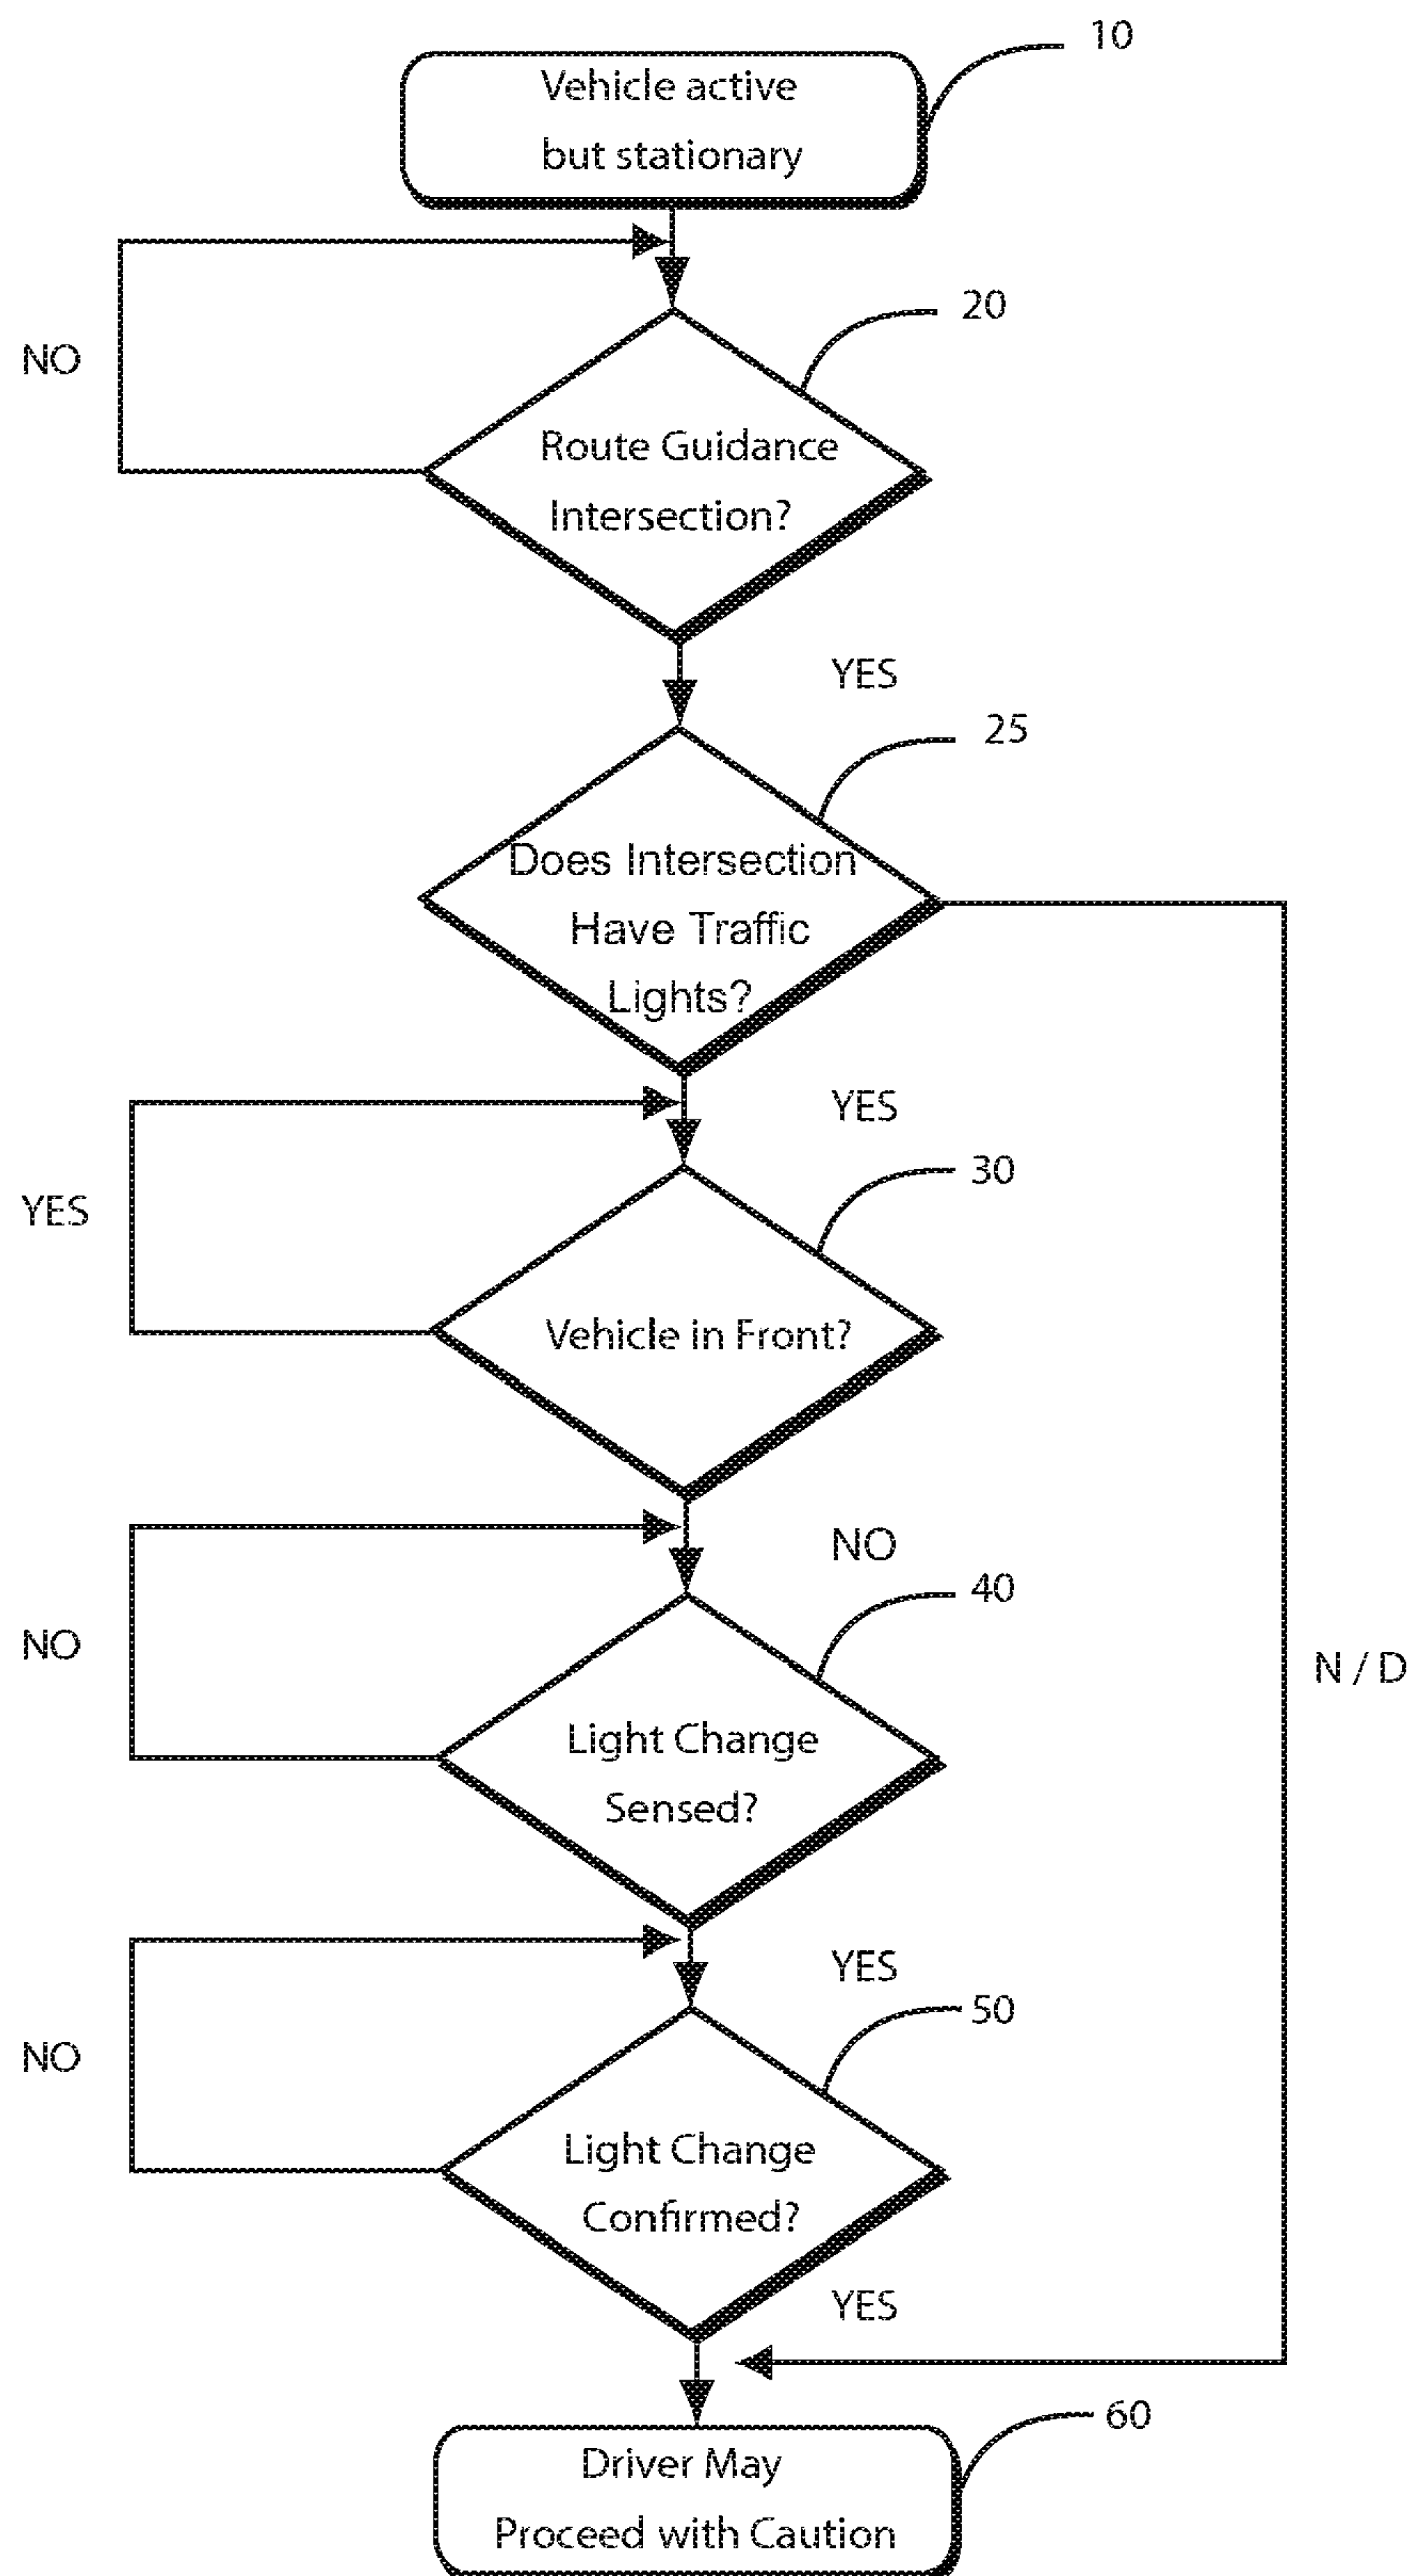 10
Vehicle active
but stationary
20
NO
Route Guidance
Intersection?
YES
25
Does Intersection
Have Traffic
Lights?
YES
30
YES
Vehicle in Front?
NO
40
NO
N / D
Light Change
Sensed?
YES
50
NO
Light Change
Confirmed?
YES
60
Driver May
Proceed with Caution